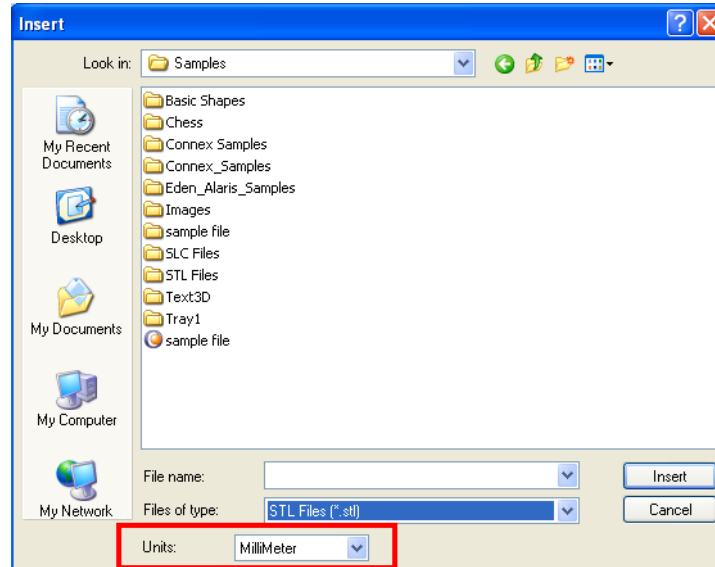 Insert
Look in: Samples
Basic Shapes
Chess
Connex Samples
Connex_Samples
Eden_Alaris_Samples
Images
sample file
SLC Files
STL Files
Text3D
Tray1
sample file
My Recent
Documents
Desktop
My Documents
My Computer
My Network
File name:
Insert
Files of type: STL Files (*.stl)
Cancel
Units: MilliMeter